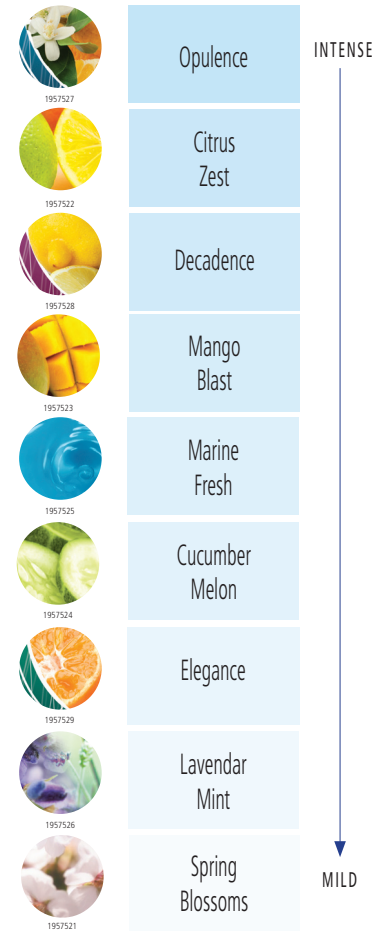 Opulence
INTENSE
1957527
Citrus
Zest
1957522
Decadence
1957528
Mango
Blast
1957523
Marine
Fresh
1957525
Cucumber
Melon
1957524
Elegance
1957529
Lavendar
Mint
1957526
Spring
Blossoms
MILD
1957521